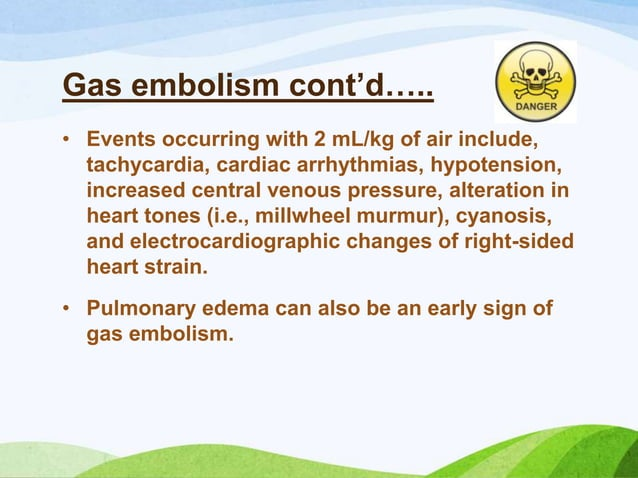 Gas embolism cont’d…..
DANGER
• Events occurring with 2 mL/kg of air include,
tachycardia, cardiac arrhythmias, hypotension,
increased central venous pressure, alteration in
heart tones (i.e., millwheel murmur), cyanosis,
and electrocardiographic changes of right-sided
heart strain.
• Pulmonary edema can also be an early sign of
gas embolism.